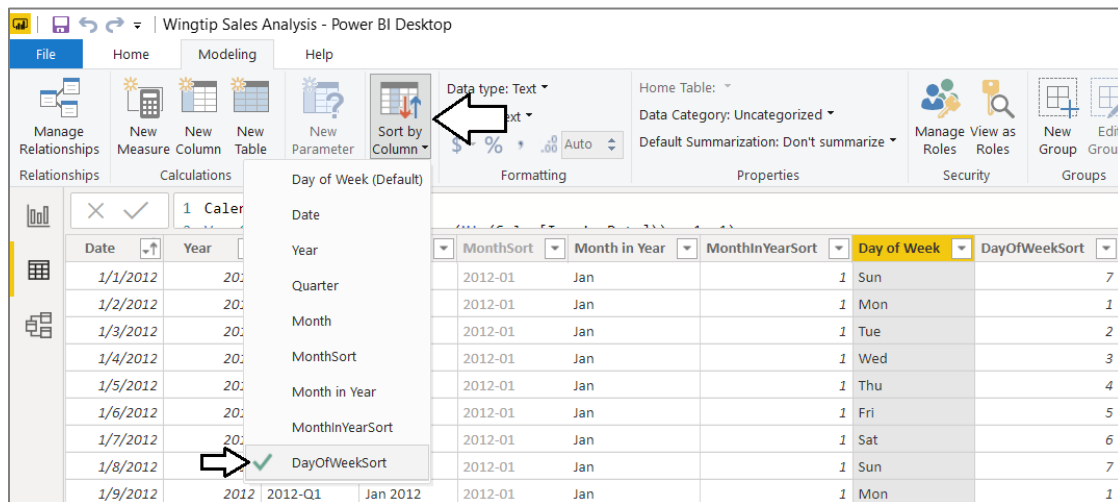 Wingtip Sales Analysis - Power BI Desktop
File Home Modeling Help
Manage Relationships
New Measure
New Column
New Table
New Parameter
Sort by Column
Data type: Text
$ % , .00 Auto
Home Table:
Data Category: Uncategorized
Default Summarization: Don't summarize
Manage Roles
View as Roles
New Group
Relationships Calculations Formatting Properties Security Groups
Day of Week (Default)
Date
Year
Quarter
Month
MonthSort
Month in Year
MonthInYearSort
DayOfWeekSort
1 Caler
Date Year MonthSort Month in Year MonthInYearSort Day of Week DayOfWeekSort
1/1/2012 2012-01 Jan 1 Sun 7
1/2/2012 2012-01 Jan 1 Mon 1
1/3/2012 2012-01 Jan 1 Tue 2
1/4/2012 2012-01 Jan 1 Wed 3
1/5/2012 2012-01 Jan 1 Thu 4
1/6/2012 2012-01 Jan 1 Fri 5
1/7/2012 2012-01 Jan 1 Sat 6
1/8/2012 2012-01 Jan 1 Sun 7
1/9/2012 2012 2012-Q1 Jan 2012 2012-01 Jan 1 Mon 1